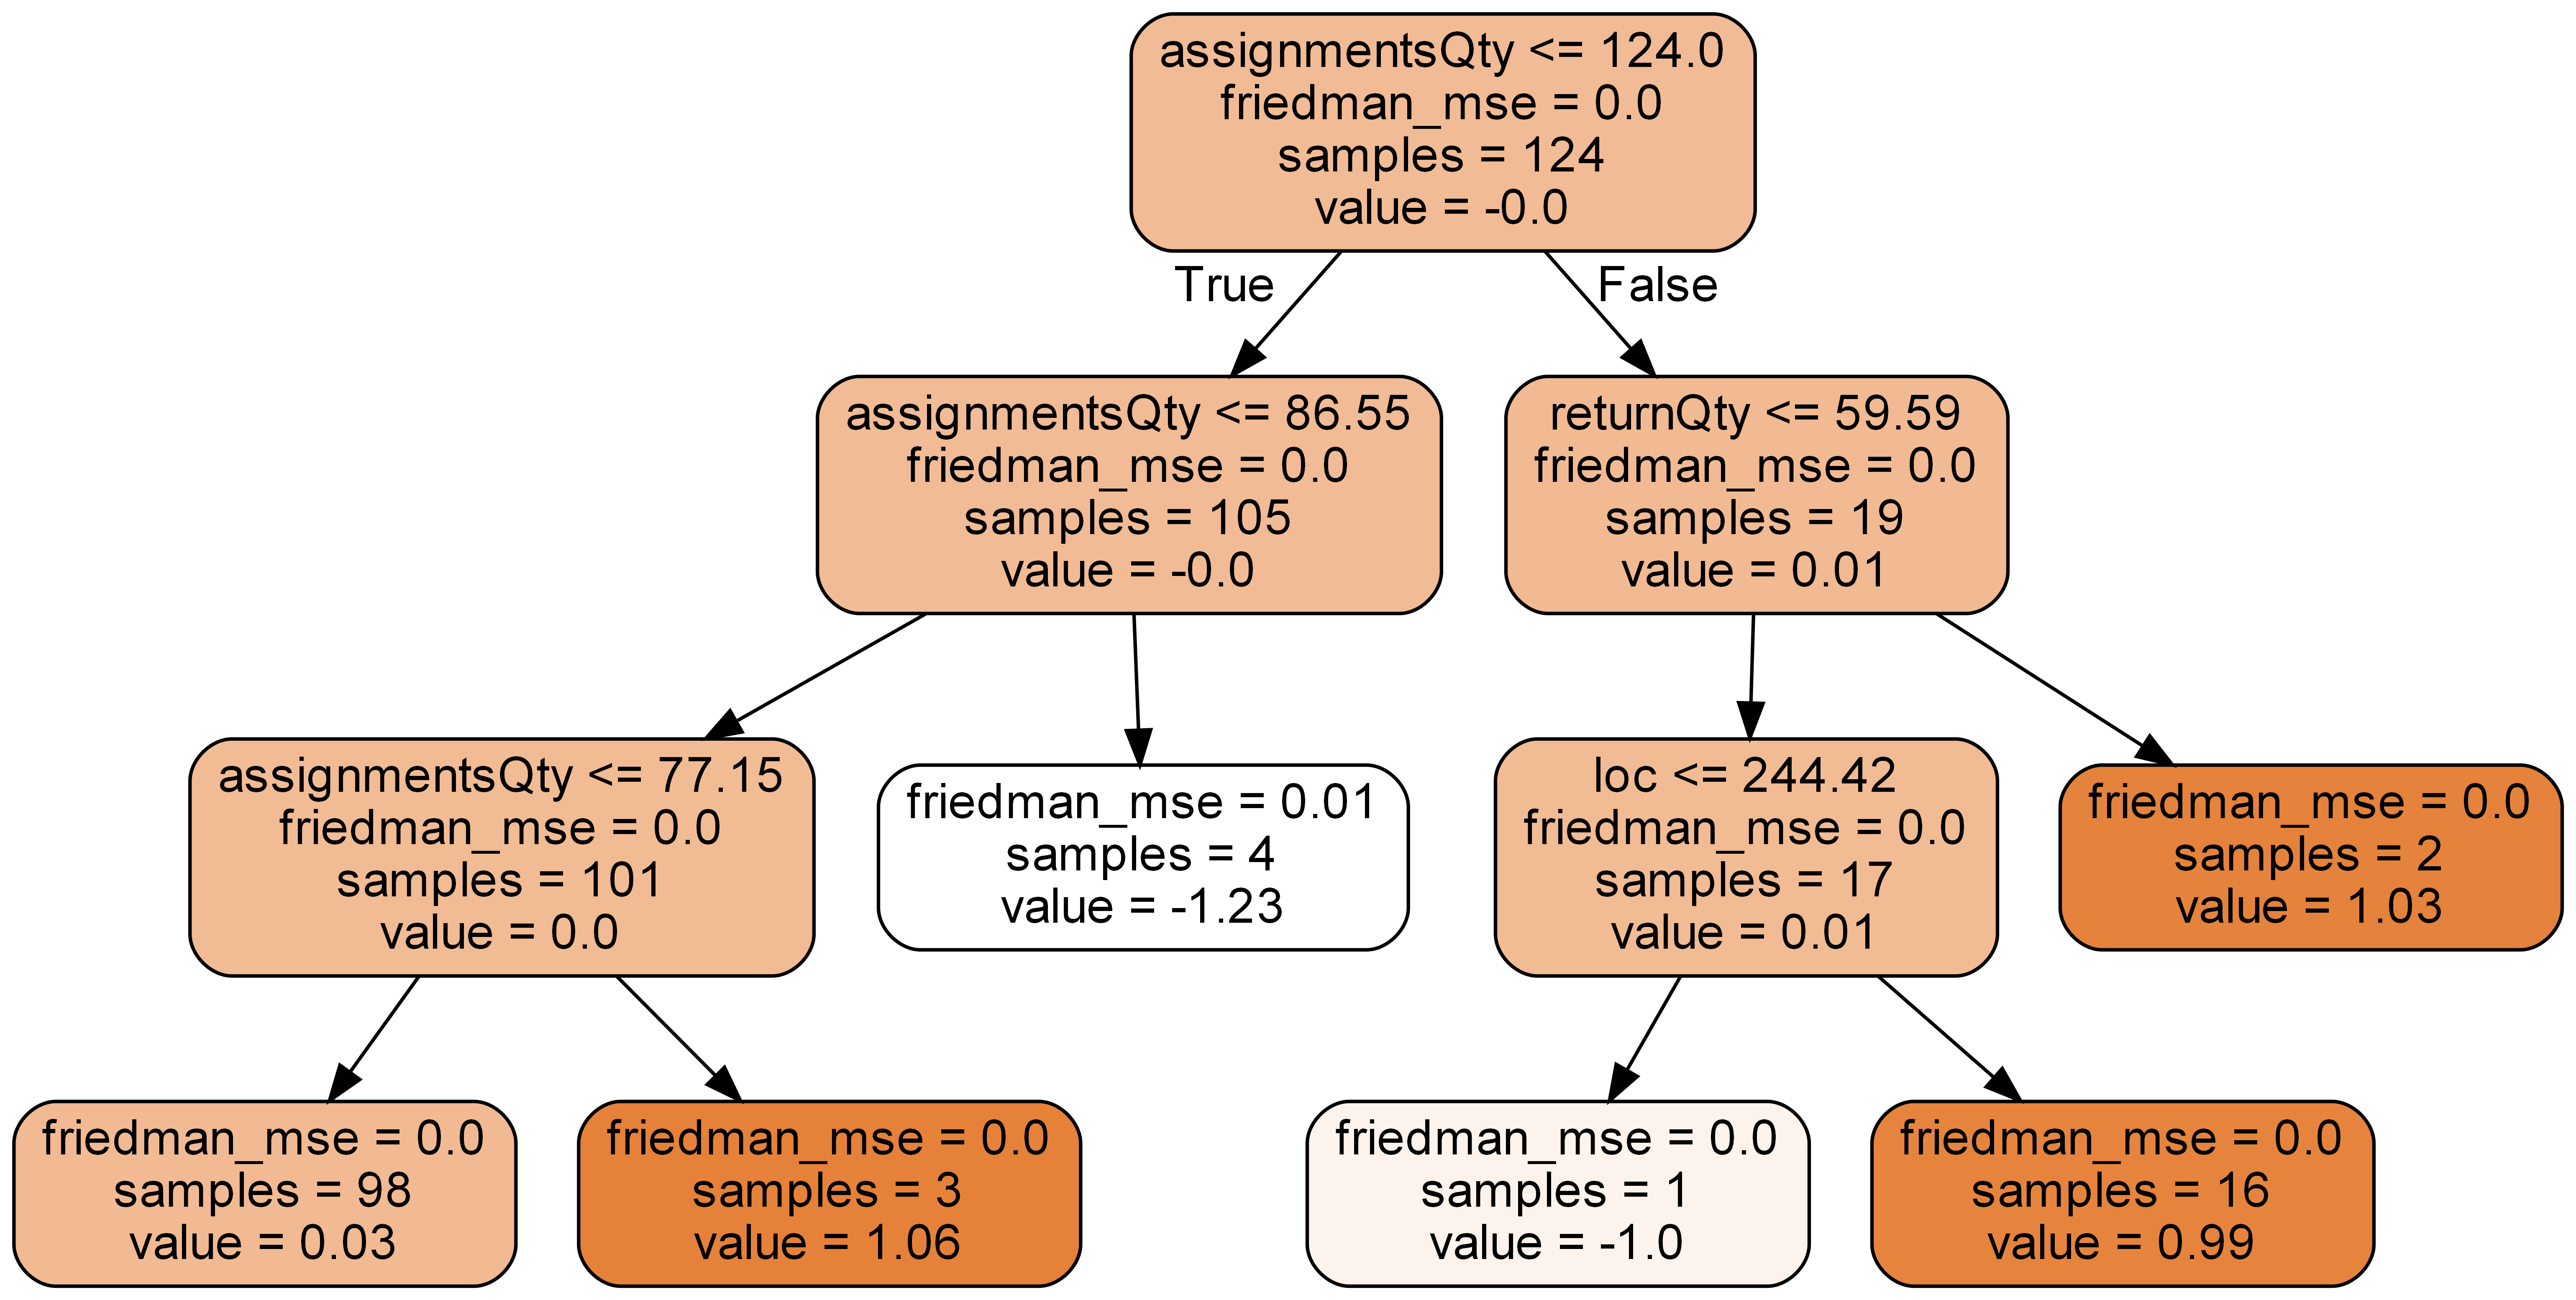 assignmentsQty <= 124.0
friedman_mse = 0.0
samples = 124
value = -0.0
True
False
assignmentsQty <= 86.55
friedman_mse = 0.0
samples = 105
value = -0.0
returnQty <= 59.59
friedman_mse = 0.0
samples = 19
value = 0.01
assignmentsQty <= 77.15
friedman_mse = 0.0
samples = 101
value = 0.0
friedman_mse = 0.01
samples = 4
value = -1.23
loc <= 244.42
friedman_mse = 0.0
samples = 17
value = 0.01
friedman_mse = 0.0
samples = 2
value = 1.03
friedman_mse = 0.0
samples = 98
value = 0.03
friedman_mse = 0.0
samples = 3
value = 1.06
friedman_mse = 0.0
samples = 1
value = -1.0
friedman_mse = 0.0
samples = 16
value = 0.99